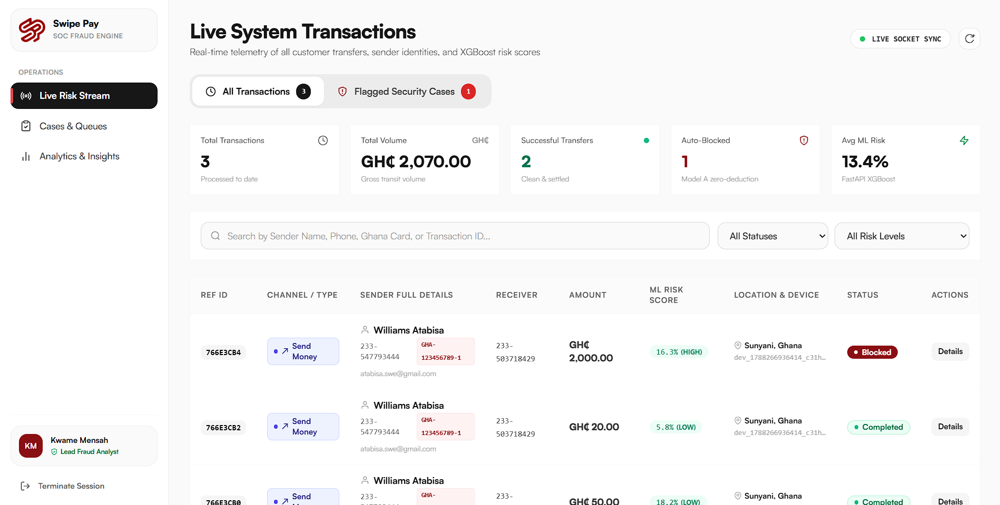 Swipe Pay
SOC FRAUD ENGINE
OPERATIONS
Live Risk Stream
Cases & Queues
Analytics & Insights
KM
Kwame Mensah
Lead Fraud Analyst
Terminate Session
Live System Transactions
Real-time telemetry of all customer transfers, sender identities, and XGBoost risk scores
LIVE SOCKET SYNC
All Transactions 3
Flagged Security Cases 1
Total Transactions
3
Processed to date
Total Volume GH₵
GH₵ 2,070.00
Gross transit volume
Successful Transfers
2
Clean & settled
Auto-Blocked
1
Model A zero-deduction
Avg ML Risk
13.4%
FastAPI XGBoost
Search by Sender Name, Phone, Ghana Card, or Transaction ID...
All Statuses
All Risk Levels
REF ID
CHANNEL / TYPE
SENDER FULL DETAILS
RECEIVER
AMOUNT
ML RISK
SCORE
LOCATION & DEVICE
STATUS
ACTIONS
766E3CB4
Send
Money
Williams Atabisa
233-
547793444
GHA-
123456789-1
atabisa.swe@gmail.com
233-
503718429
GH₵
2,000.00
16.3% (HIGH)
Sunyani, Ghana
dev_1788266936414_c31h…
Blocked
Details
766E3CB2
Send
Money
Williams Atabisa
233-
547793444
GHA-
123456789-1
atabisa.swe@gmail.com
233-
503718429
GH₵ 20.00
5.8% (LOW)
Sunyani, Ghana
dev_1788266936414_c31h…
Completed
Details
766E3CB0
Send
Williams Atabisa
233-
GHA-
233-
GH₵ 50.00
18.2% (LOW)
Sunyani, Ghana
Completed
Details